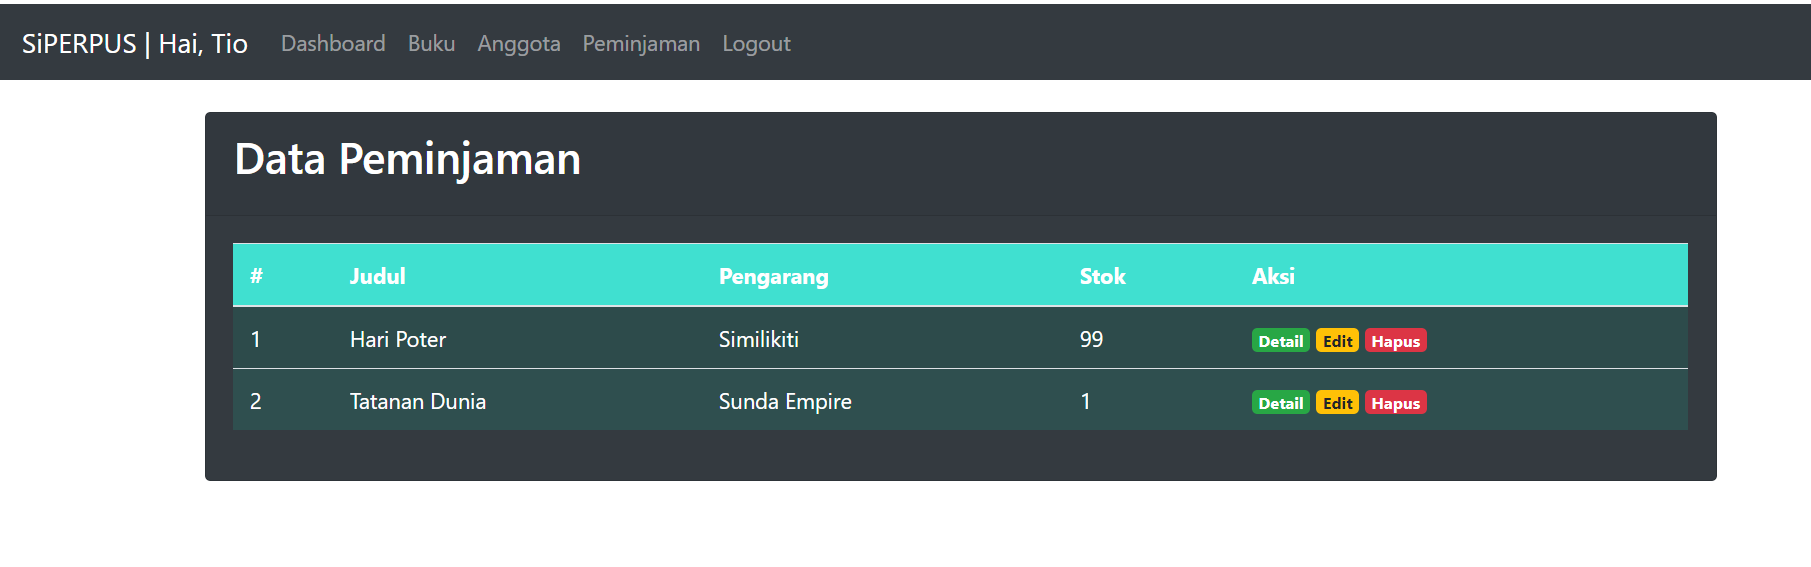 SiPERPUS | Hai, Tio Dashboard Buku Anggota Peminjaman Logout
Data Peminjaman
# Judul Pengarang Stok Aksi
1 Hari Poter Similikiti 99 Detail Edit Hapus
2 Tatanan Dunia Sunda Empire 1 Detail Edit Hapus